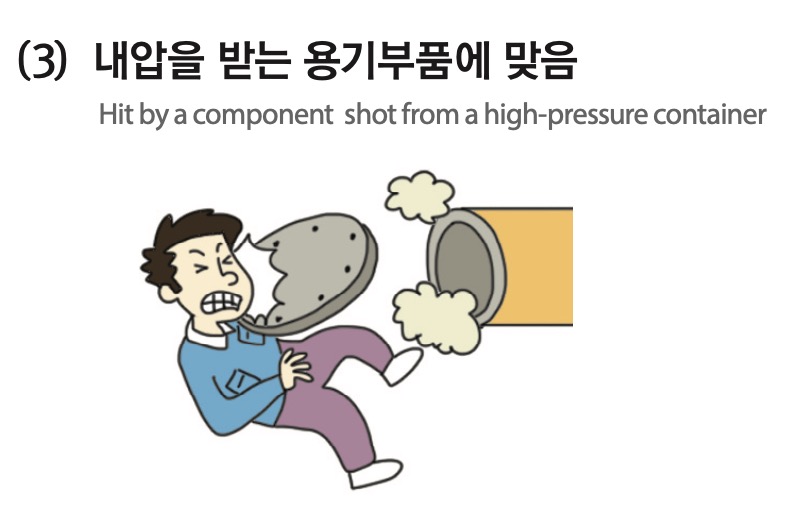 (3) 내압을 받는 용기부품에 맞음
Hit by a component shot from a high-pressure container